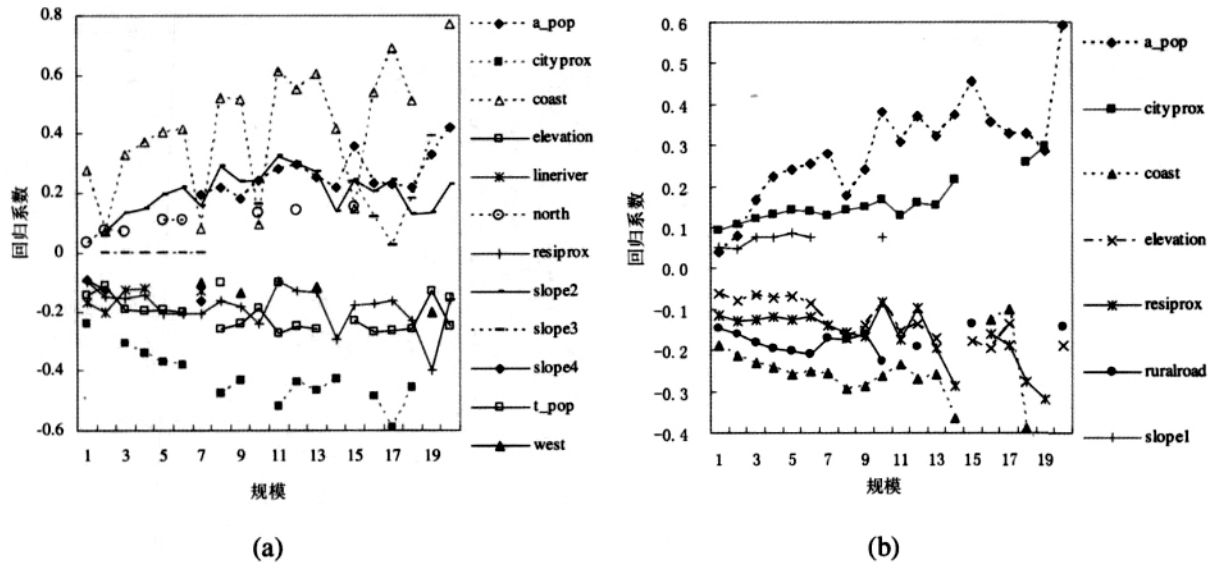 0.8
0.6
0.4
0.2
0
-0.2
-0.4
-0.6
回归系数
1 3 5 7 9 11 13 15 17 19
规模
a_pop
cityprox
coast
elevation
lineriver
north
resiprox
slope2
slope3
slope4
t_pop
west
(a)
0.6
0.5
0.4
0.3
0.2
0.1
0.0
-0.1
-0.2
-0.3
-0.4
回归系数
1 3 5 7 9 11 13 15 17 19
规模
a_pop
cityprox
coast
elevation
resiprox
ruralroad
slope1
(b)